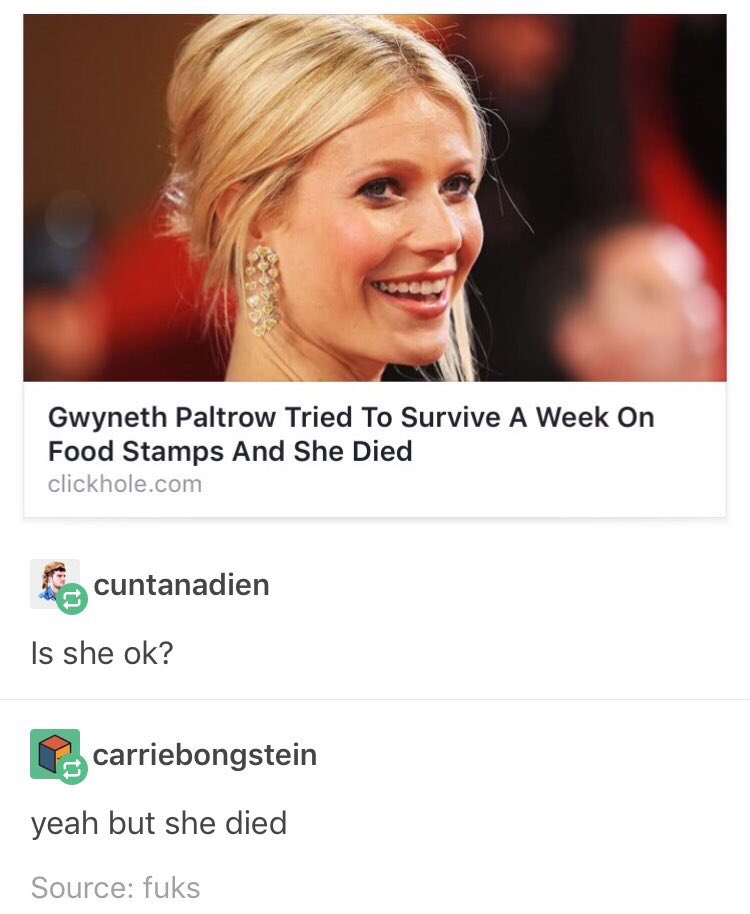 Gwyneth Paltrow Tried To Survive A Week On
Food Stamps And She Died
clickhole.com
cuntanadien
Is she ok?
carriebongstein
yeah but she died
Source: fuks